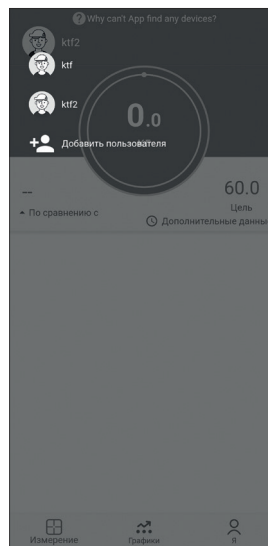 Why can't App find any devices?
ktf2
ktf
ktf2
0.0
Добавить пользователя
--
60.0
По сравнению с
Цель
Дополнительные данны
Измерение
Графики
Я